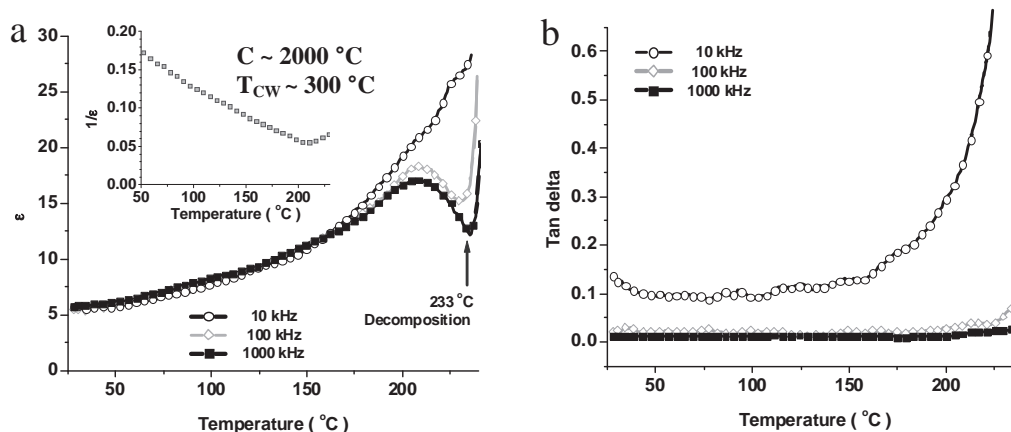 a
0.20
0.15
0.10
0.05
0.00
1/ε
50 100 150 200
Temperature ( °C)
C ~ 2000 °C
T_CW ~ 300 °C
30
25
20
15
10
5
0
ε
233 °C
Decomposition
10 kHz
100 kHz
1000 kHz
50 100 150 200
Temperature ( °C)
b
0.6
0.5
0.4
0.3
0.2
0.1
0.0
Tan delta
10 kHz
100 kHz
1000 kHz
50 100 150 200
Temperature ( °C)